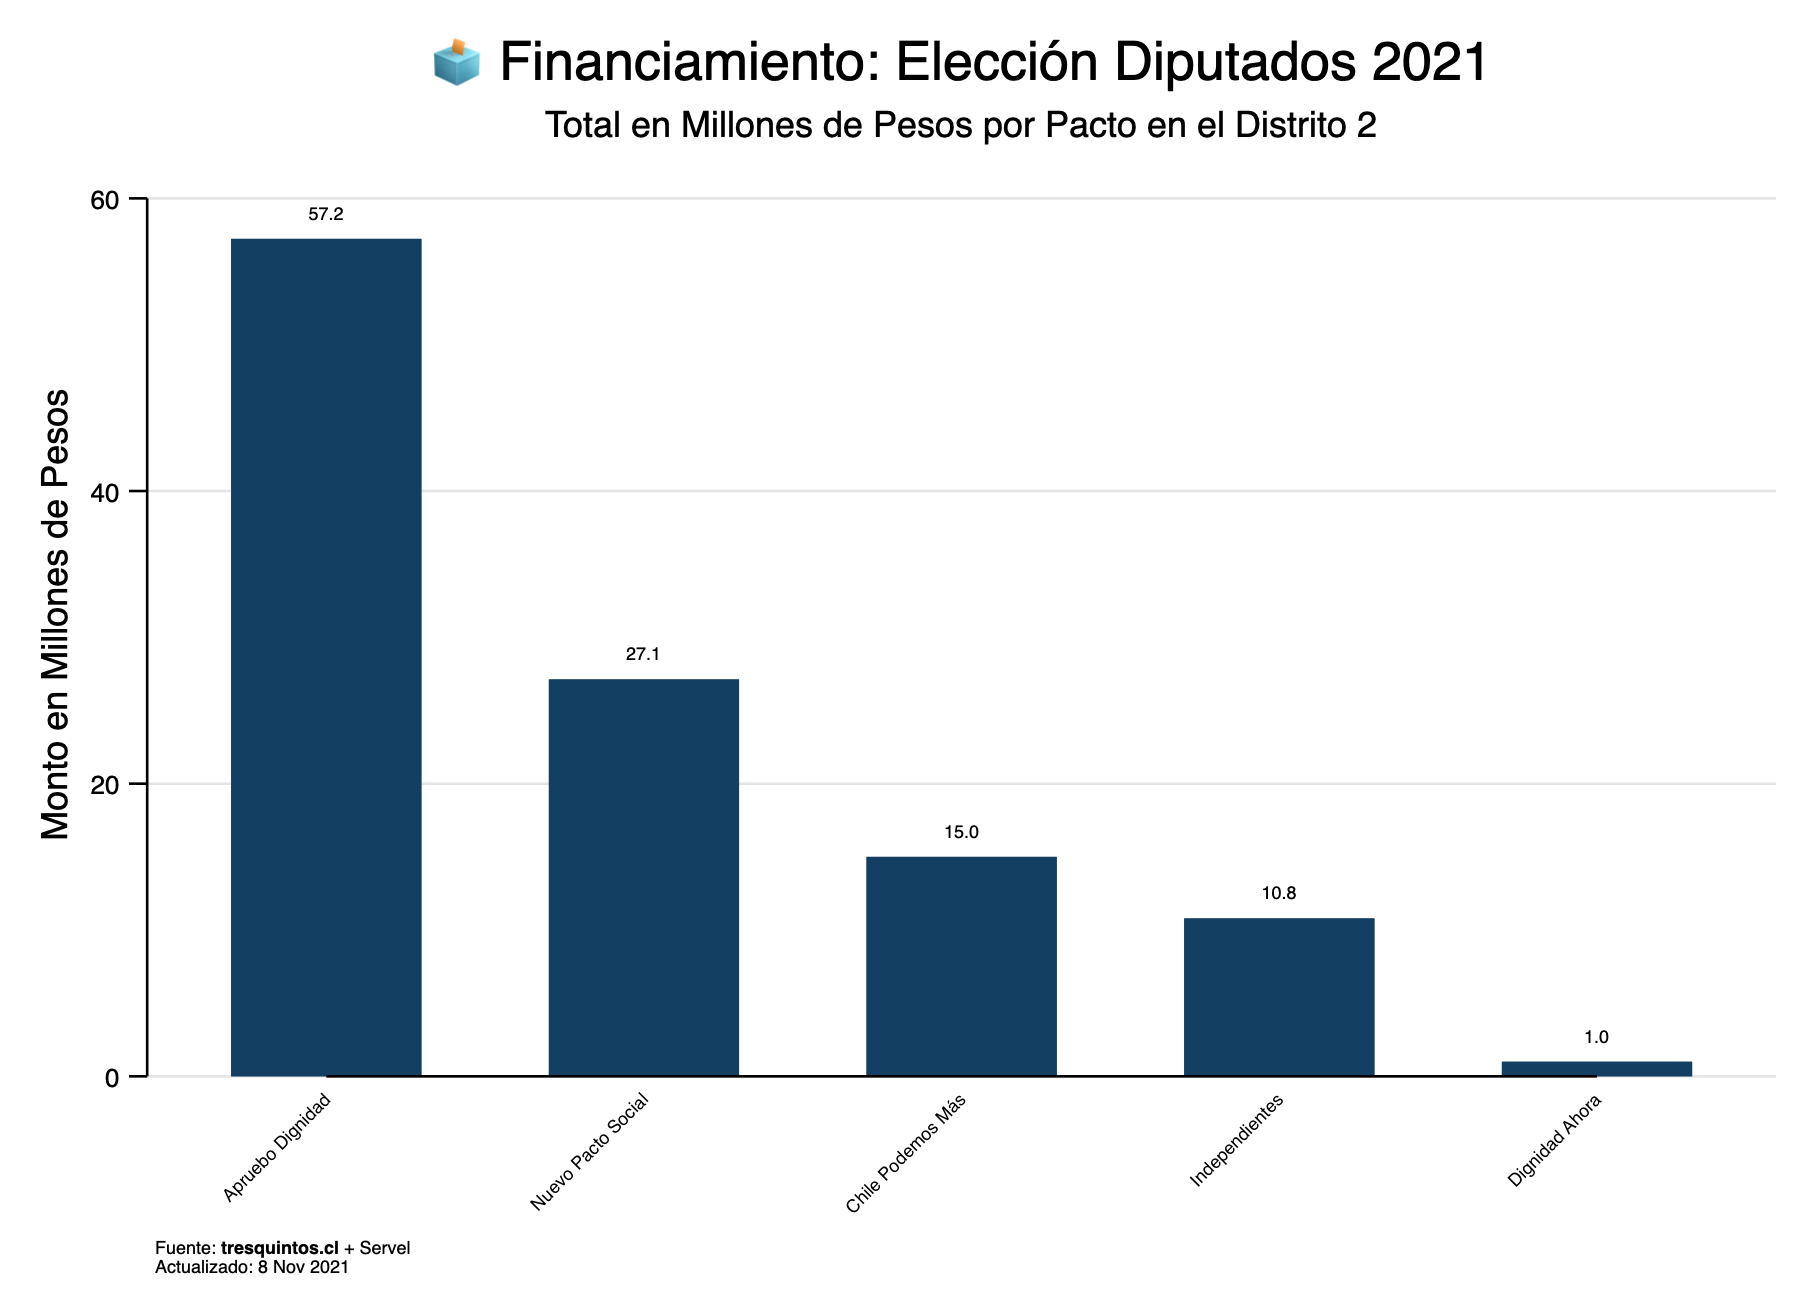 Financiamiento: Elección Diputados 2021
Total en Millones de Pesos por Pacto en el Distrito 2
Monto en Millones de Pesos
60
40
20
0
57.2
27.1
15.0
10.8
1.0
Apruebo Dignidad
Nuevo Pacto Social
Chile Podemos Más
Independientes
Dignidad Ahora
Fuente: tresquintos.cl + Servel
Actualizado: 8 Nov 2021